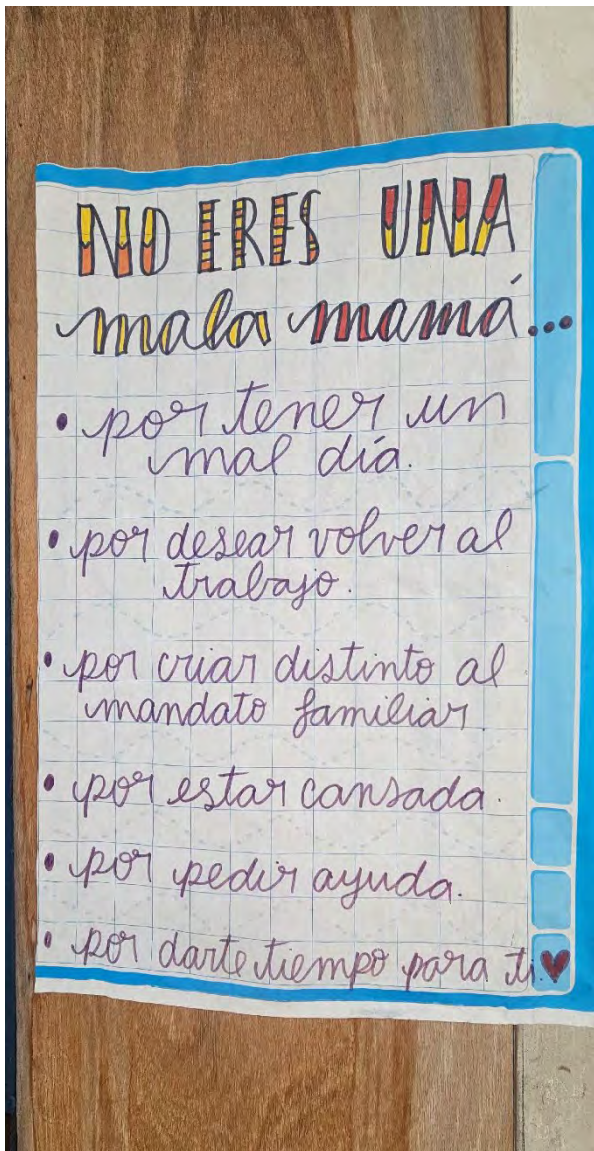 NO ERES UNA
mala mamá...
• por tener un
mal día.
• por desear volver al
trabajo.
• por criar distinto al
mandato familiar.
• por estar cansada.
• por pedir ayuda.
• por darte tiempo para ti.♥